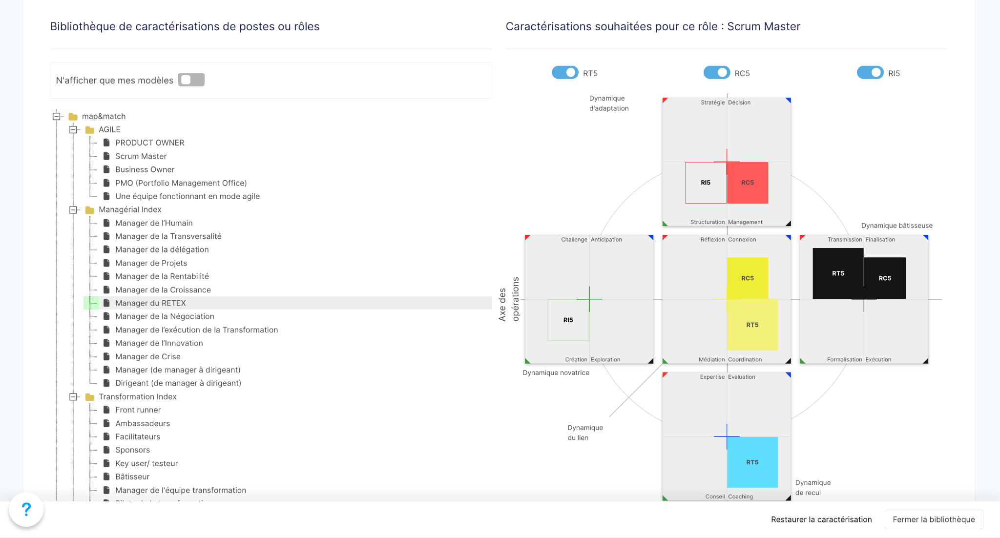 Bibliothèque de caractérisations de postes ou rôles
N'afficher que mes modèles
map&match
AGILE
PRODUCT OWNER
Scrum Master
Business Owner
PMO (Portfolio Management Office)
Une équipe fonctionnant en mode agile
Managérial Index
Manager de l’Humain
Manager de la Transversalité
Manager de la délégation
Manager de Projets
Manager de la Rentabilité
Manager de la Croissance
Manager du RETEX
Manager de la Négociation
Manager de l’exécution de la Transformation
Manager de l’Innovation
Manager de Crise
Manager (de manager à dirigeant)
Dirigeant (de manager à dirigeant)
Transformation Index
Front runner
Ambassadeurs
Facilitateurs
Sponsors
Key user/ testeur
Bâtisseur
Manager de l'équipe transformation
Caractérisations souhaitées pour ce rôle : Scrum Master
RT5
RC5
RI5
Dynamique
d'adaptation
Stratégie Décision
RI5
RC5
Structuration Management
Dynamique bâtisseuse
Challenge Anticipation
Réflexion Connexion
Transmission Finalisation
RC5
RT5
RC5
Axe des
opérations
RI5
RT5
Création Exploration
Médiation Coordination
Formalisation Exécution
Dynamique novatrice
Expertise Evaluation
Dynamique
du lien
RT5
Dynamique
de recul
Conseil Coaching
?
Restaurer la caractérisation
Fermer la bibliothèque